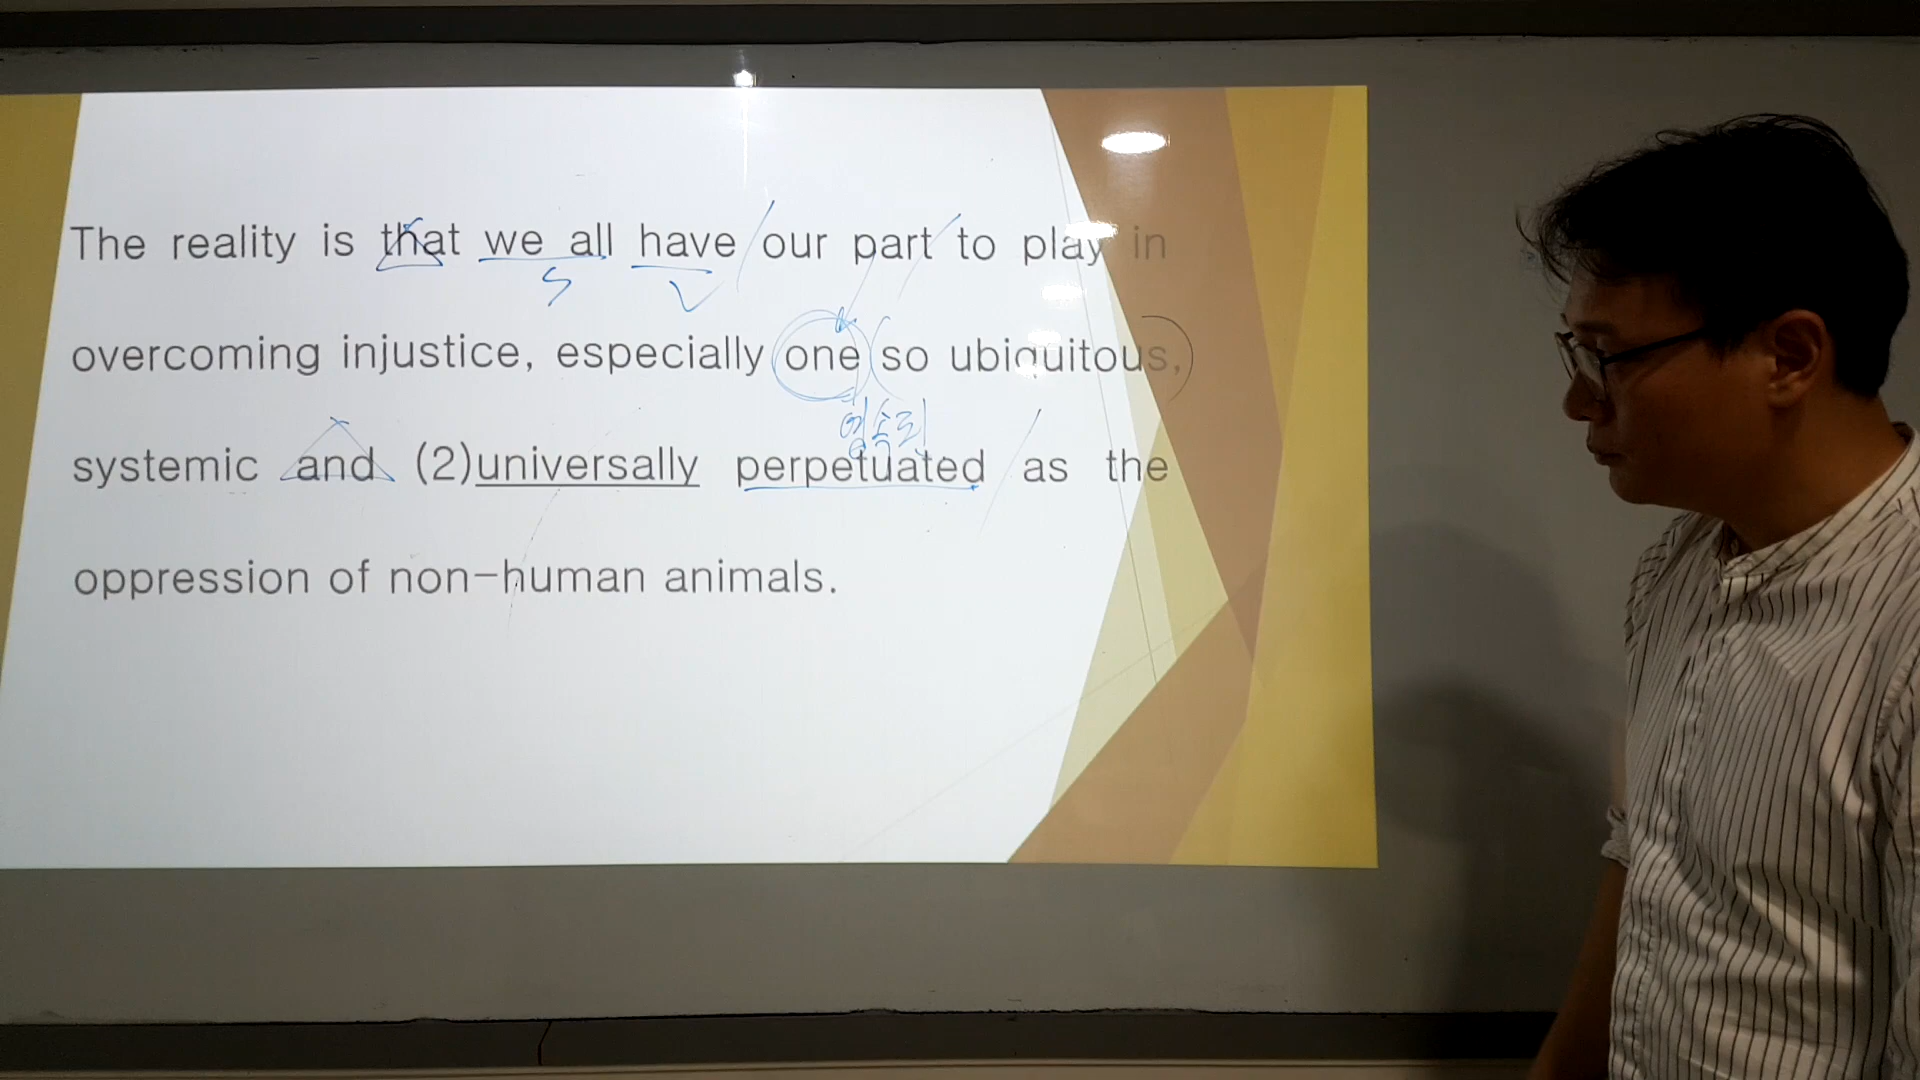 The reality is that we all have our part to play in
S V
overcoming injustice, especially one so ubiquitous,
systemic and (2)universally perpetuated as the
oppression of non-human animals.